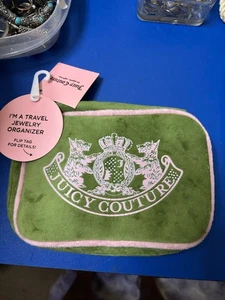 Juicy Couture
I'M A TRAVEL
JEWELRY
ORGANIZER
FLIP TAG
FOR DETAILS!
JUICY COUTURE